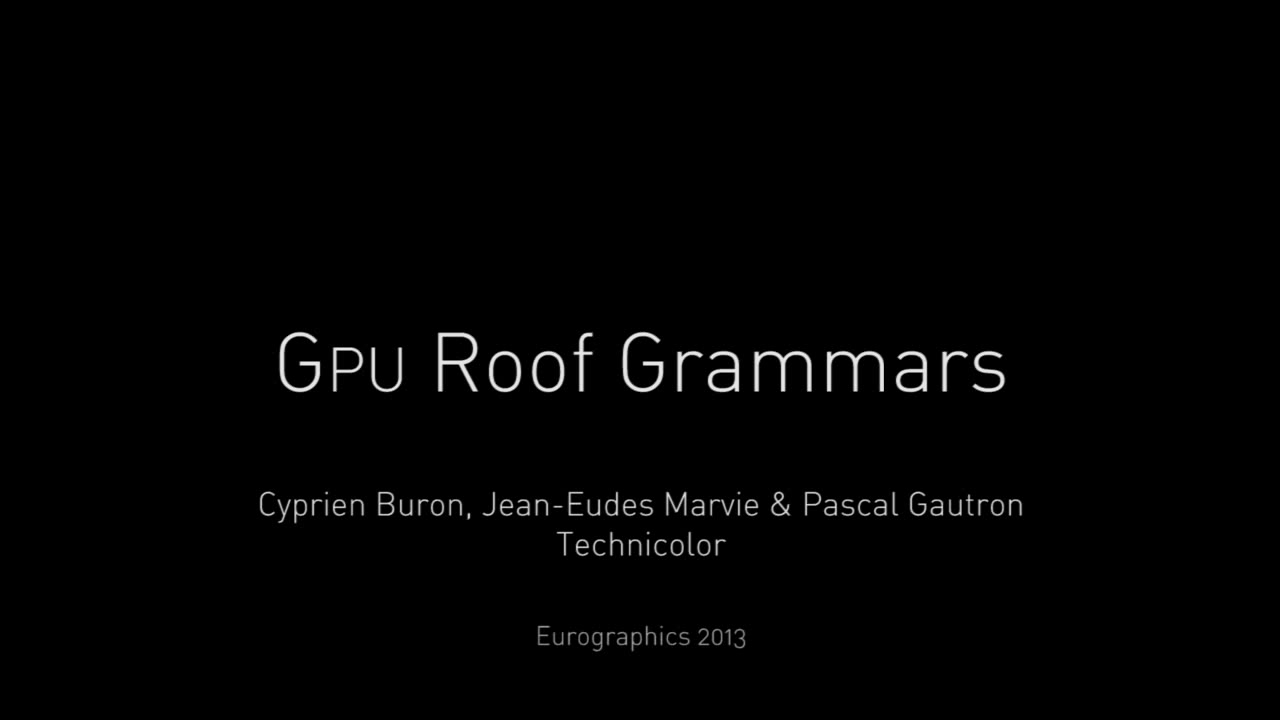 GPU Roof Grammars
Cyprien Buron, Jean-Eudes Marvie & Pascal Gautron
Technicolor
Eurographics 2013